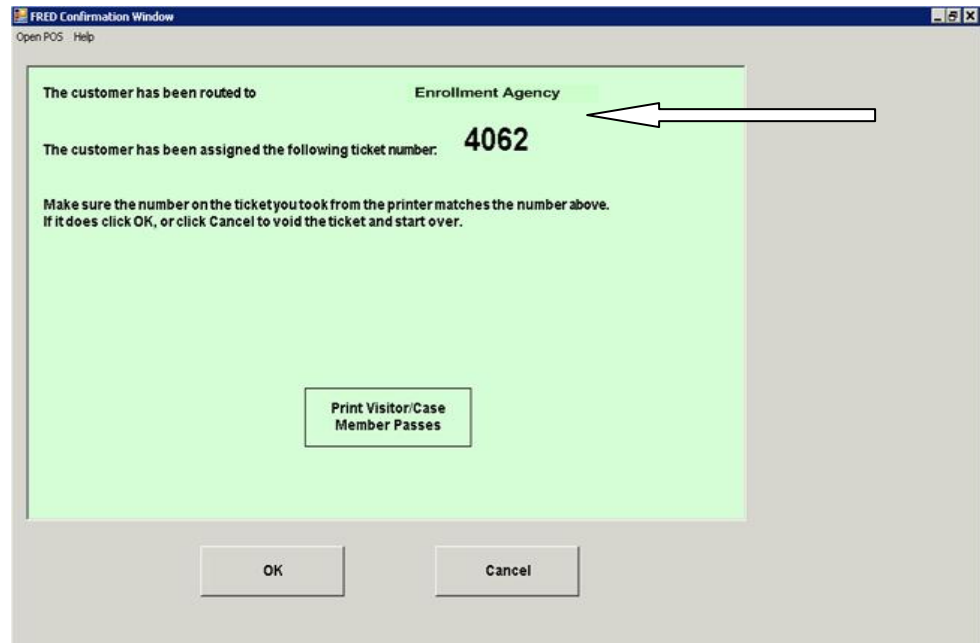 FRED Confirmation Window
Open POS Help
The customer has been routed to Enrollment Agency
The customer has been assigned the following ticket number: 4062
Make sure the number on the ticket you took from the printer matches the number above.
If it does click OK, or click Cancel to void the ticket and start over.
Print Visitor/Case
Member Passes
OK Cancel